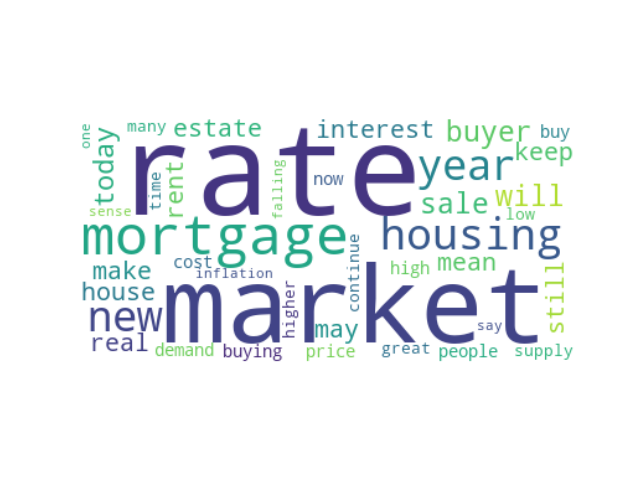 one many estate interest buyer buy
today rate year keep
time rent falling now sale will
sense low
mortgage housing
make cost inflation continue high mean
house
new market higher may say still
real demand buying price great people supply